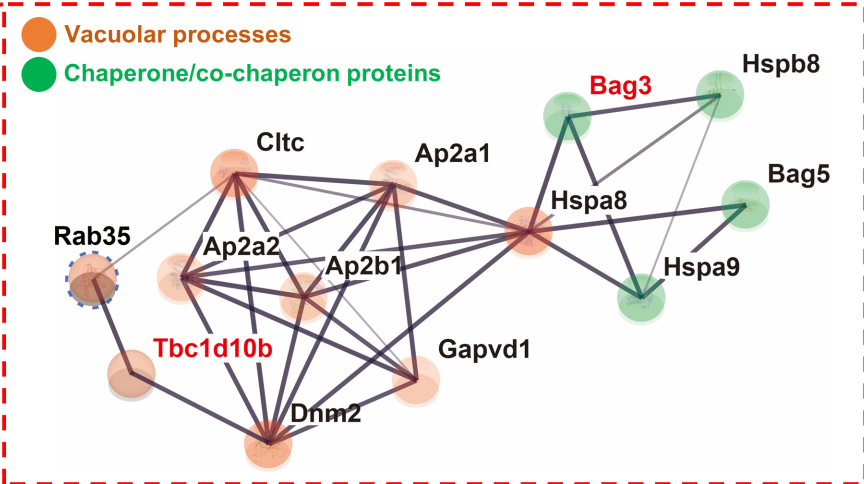 Vacuolar processes
Chaperone/co-chaperon proteins
Hspb8
Bag3
Cltc
Ap2a1
Bag5
Hspa8
Rab35
Ap2a2
Ap2b1
Hspa9
Tbc1d10b
Gapvd1
Dnm2